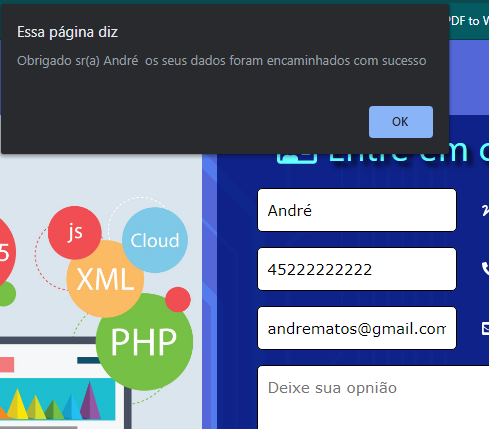 Essa página diz
Obrigado sr(a) André os seus dados foram encaminhados com sucesso
OK
PDF to W
Entre em
js
Cloud
5
XML
PHP
André
45222222222
andrematos@gmail.com
Deixe sua opnião